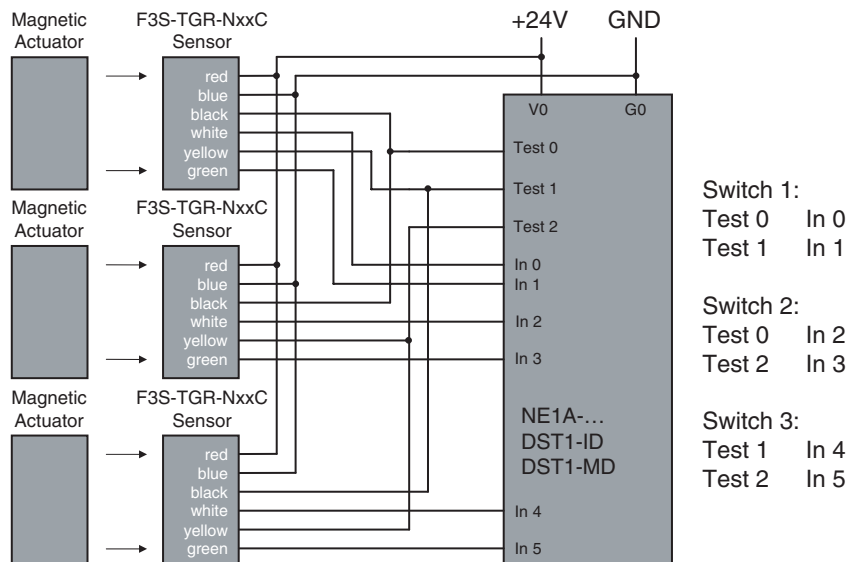 Magnetic
Actuator
F3S-TGR-NxxC
Sensor
red
blue
black
white
yellow
green
Magnetic
Actuator
F3S-TGR-NxxC
Sensor
red
blue
black
white
yellow
green
Magnetic
Actuator
F3S-TGR-NxxC
Sensor
red
blue
black
white
yellow
green
+24V
GND
V0
G0
Test 0
Test 1
Test 2
In 0
In 1
In 2
In 3
NE1A-…
DST1-ID
DST1-MD
In 4
In 5
Switch 1:
Test 0 In 0
Test 1 In 1
Switch 2:
Test 0 In 2
Test 2 In 3
Switch 3:
Test 1 In 4
Test 2 In 5